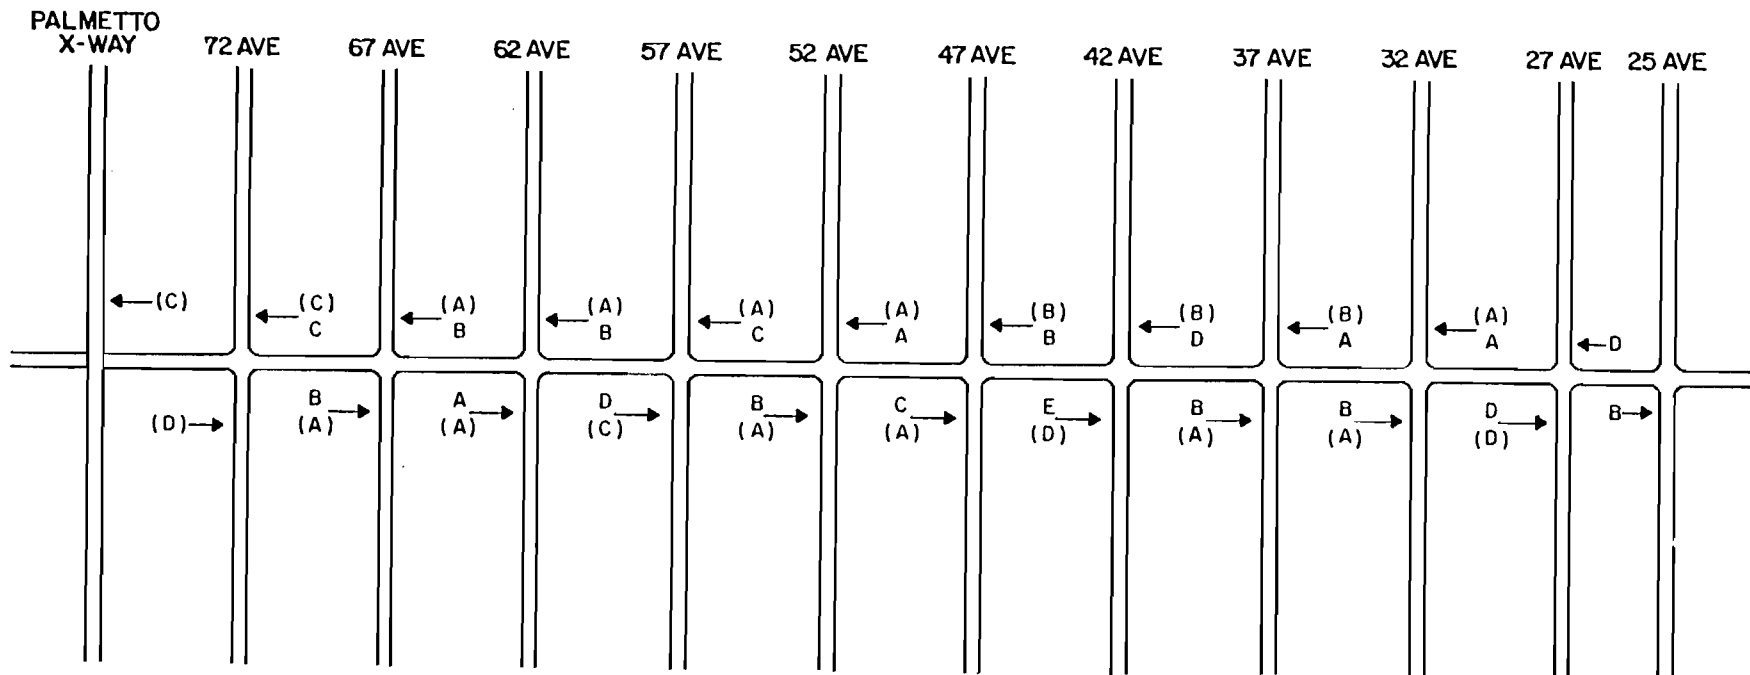 PALMETTO
X-WAY
72 AVE
67 AVE
62 AVE
57 AVE
52 AVE
47 AVE
42 AVE
37 AVE
32 AVE
27 AVE
25 AVE
(C)
(C)
C
(A)
B
(A)
B
(A)
C
(A)
A
(B)
B
(B)
D
(B)
A
(A)
A
D
(D)
B
(A)
A
(A)
D
(C)
B
(A)
C
(A)
E
(D)
B
(A)
B
(A)
D
(D)
B